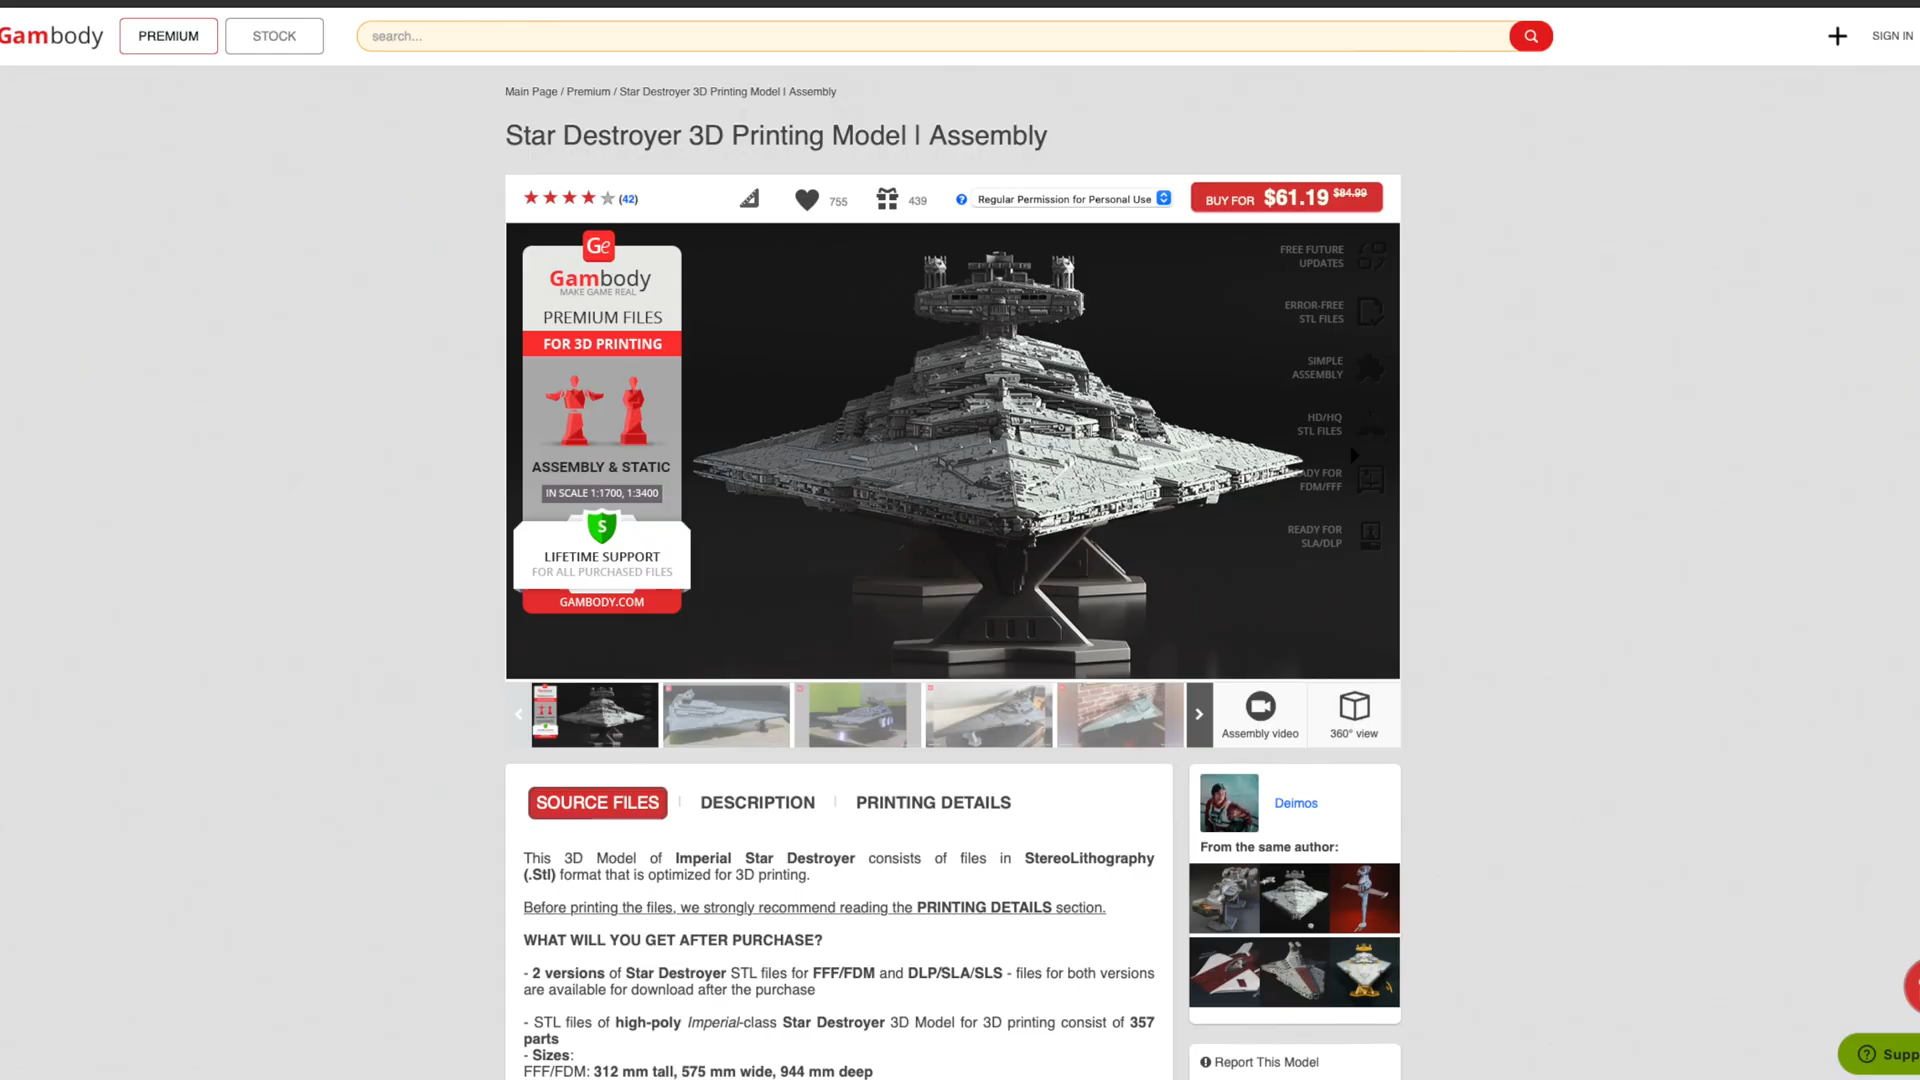 Gambody
PREMIUM
STOCK
search...
SIGN IN
Main Page / Premium / Star Destroyer 3D Printing Model | Assembly
Star Destroyer 3D Printing Model | Assembly
(42)
755
439
Regular Permission for Personal Use
BUY FOR $61.19 $84.99
Ge
Gambody
MAKE GAME REAL
PREMIUM FILES
FOR 3D PRINTING
ASSEMBLY & STATIC
IN SCALE 1:1700, 1:3400
S
LIFETIME SUPPORT
FOR ALL PURCHASED FILES
GAMBODY.COM
FREE FUTURE
UPDATES
ERROR-FREE
STL FILES
SIMPLE
ASSEMBLY
HD/HQ
STL FILES
ADY FOR
FDM/FFF
READY FOR
SLA/DLP
Assembly video
360° view
SOURCE FILES
DESCRIPTION
PRINTING DETAILS
This 3D Model of Imperial Star Destroyer consists of files in StereoLithography
(.Stl) format that is optimized for 3D printing.
Before printing the files, we strongly recommend reading the PRINTING DETAILS section.
WHAT WILL YOU GET AFTER PURCHASE?
- 2 versions of Star Destroyer STL files for FFF/FDM and DLP/SLA/SLS - files for both versions
are available for download after the purchase
- STL files of high-poly Imperial-class Star Destroyer 3D Model for 3D printing consist of 357
parts
- Sizes:
FFF/FDM: 312 mm tall, 575 mm wide, 944 mm deep
Deimos
From the same author:
Report This Model
Supp